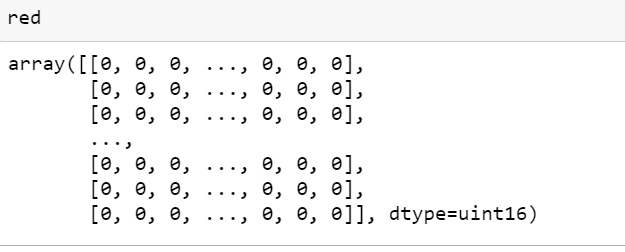 red
array([[0, 0, 0, ..., 0, 0, 0],
[0, 0, 0, ..., 0, 0, 0],
[0, 0, 0, ..., 0, 0, 0],
...,
[0, 0, 0, ..., 0, 0, 0],
[0, 0, 0, ..., 0, 0, 0],
[0, 0, 0, ..., 0, 0, 0]], dtype=uint16)